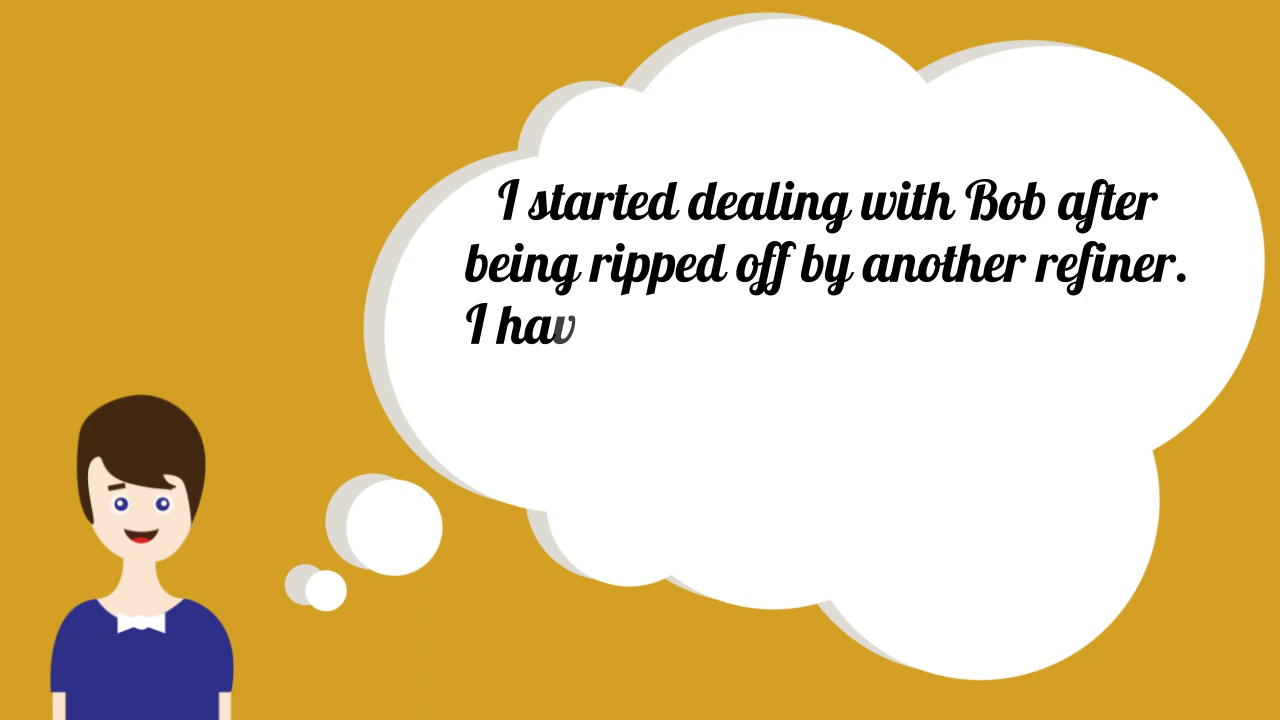 I started dealing with Bob after
being ripped off by another refiner.
I hav